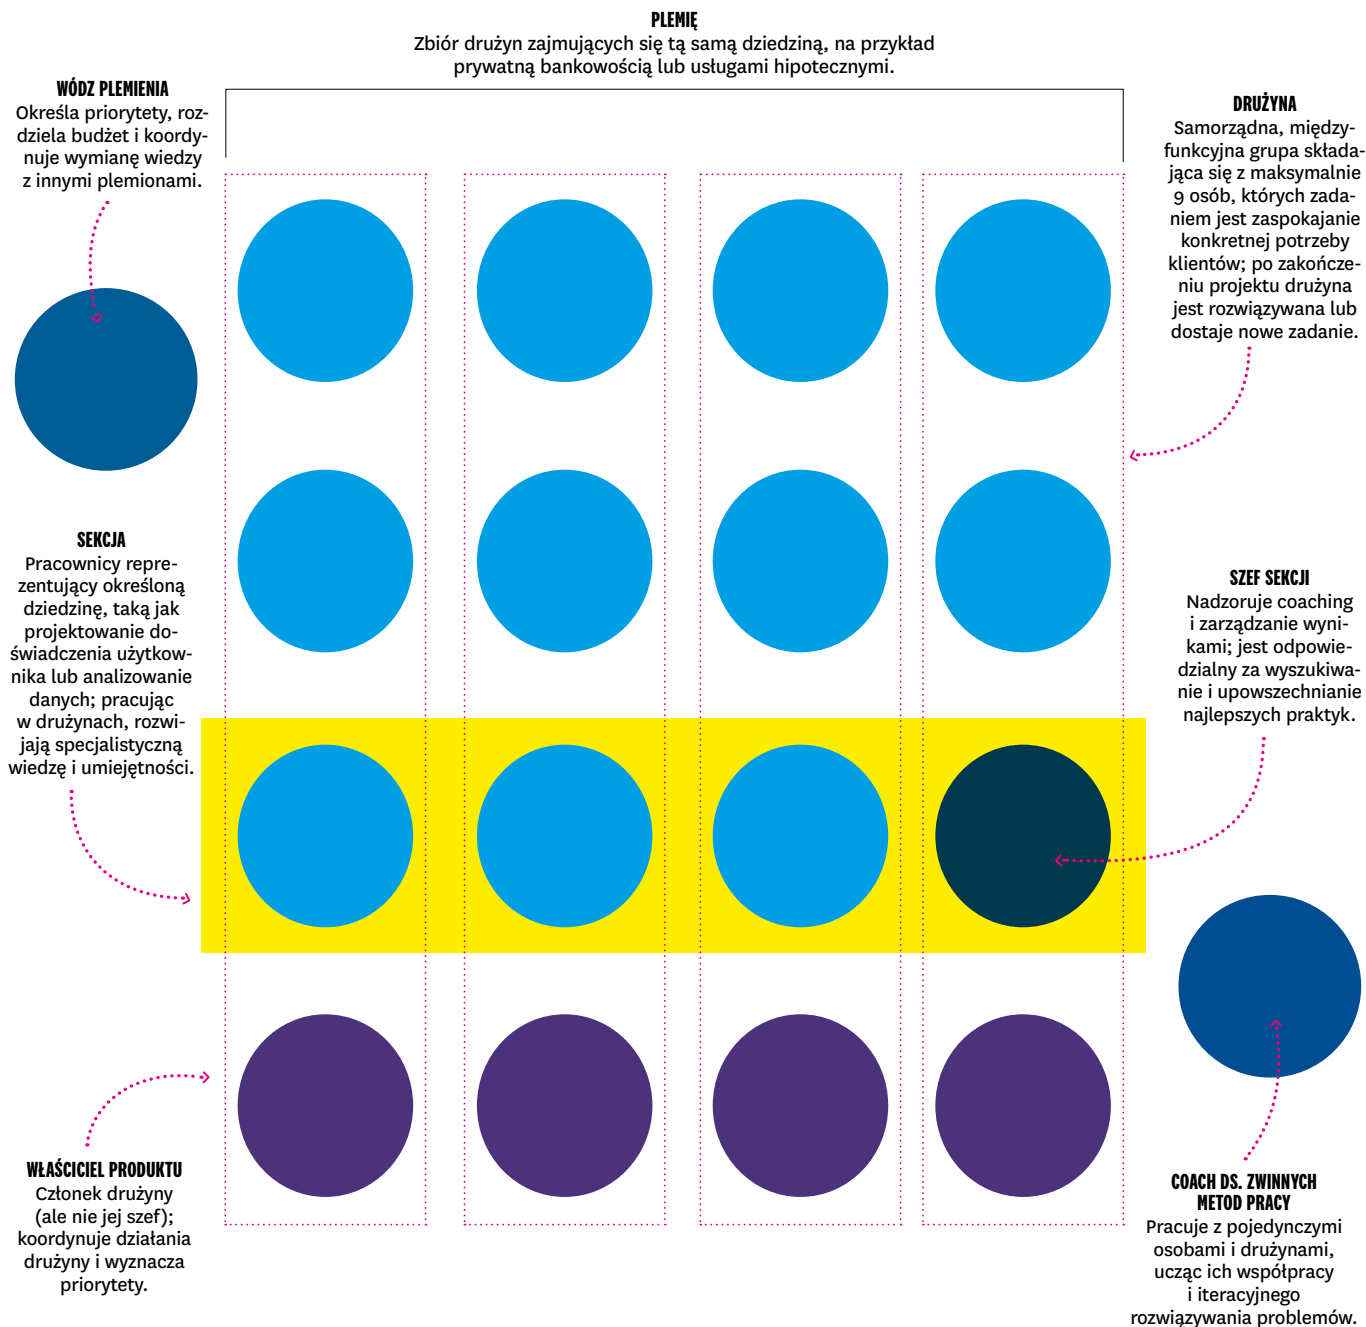 PLEMIĘ
Zbiór drużyn zajmujących się tą samą dziedziną, na przykład
prywatną bankowością lub usługami hipotecznymi.
WÓDZ PLEMIENIA
Określa priorytety, roz-
dziela budżet i koordy-
nuje wymianę wiedzy
z innymi plemionami.
DRUŻYNA
Samorządna, między-
funkcyjna grupa składa-
jąca się z maksymalnie
9 osób, których zada-
niem jest zaspokajanie
konkretnej potrzeby
klientów; po zakończe-
niu projektu drużyna
jest rozwiązywana lub
dostaje nowe zadanie.
SEKCJA
Pracownicy repre-
zentujący określoną
dziedzinę, taką jak
projektowanie do-
świadczenia użytkow-
nika lub analizowanie
danych; pracując
w drużynach, rozwi-
jają specjalistyczną
wiedzę i umiejętności.
SZEF SEKCJI
Nadzoruje coaching
i zarządzanie wyni-
kami; jest odpowie-
dzialny za wyszukiwa-
nie i upowszechnianie
najlepszych praktyk.
WŁAŚCICIEL PRODUKTU
Członek drużyny
(ale nie jej szef);
koordynuje działania
drużyny i wyznacza
priorytety.
COACH DS. ZWINNYCH
METOD PRACY
Pracuje z pojedynczymi
osobami i drużynami,
ucząc ich współpracy
i iteracyjnego
rozwiązywania problemów.